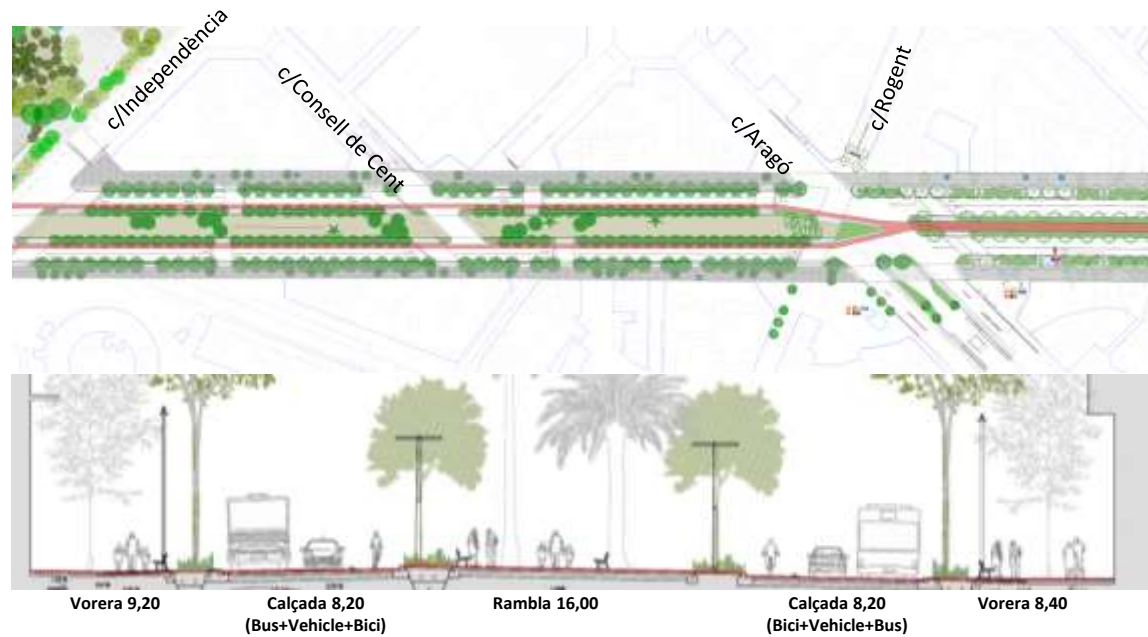 c/Independència
c/Consell de Cent
c/Aragó
c/Rogent
Vorera 9,20
Calçada 8,20
(Bus+Vehicle+Bici)
Rambla 16,00
Calçada 8,20
(Bici+Vehicle+Bus)
Vorera 8,40